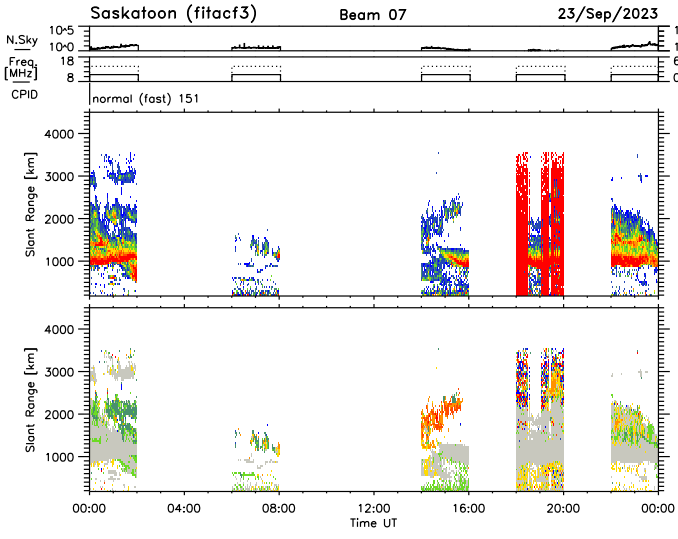 Saskatoon (fitacf3) Beam 07 23/Sep/2023
N.Sky 10^5 10^0
Freq. [MHz] 18 8 6 0
CPID normal (fast) 151
Slant Range [km] 4000 3000 2000 1000
Slant Range [km] 4000 3000 2000 1000
00:00 04:00 08:00 12:00 16:00 20:00 00:00
Time UT